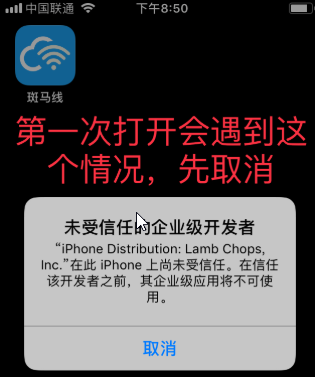 中国联通 下午8:50
斑马线
第一次打开会遇到这
个情况，先取消
未受信任的企业级开发者
“iPhone Distribution: Lamb Chops,
Inc.”在此 iPhone 上尚未受信任。在信任
该开发者之前，其企业级应用将不可使
用。
取消